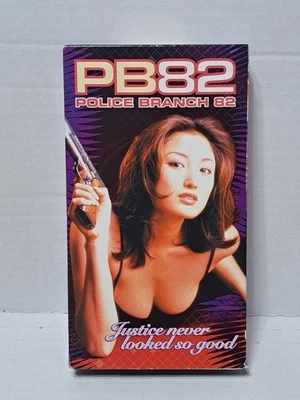 PB82
POLICE BRANCH 82
Justice never
looked so good